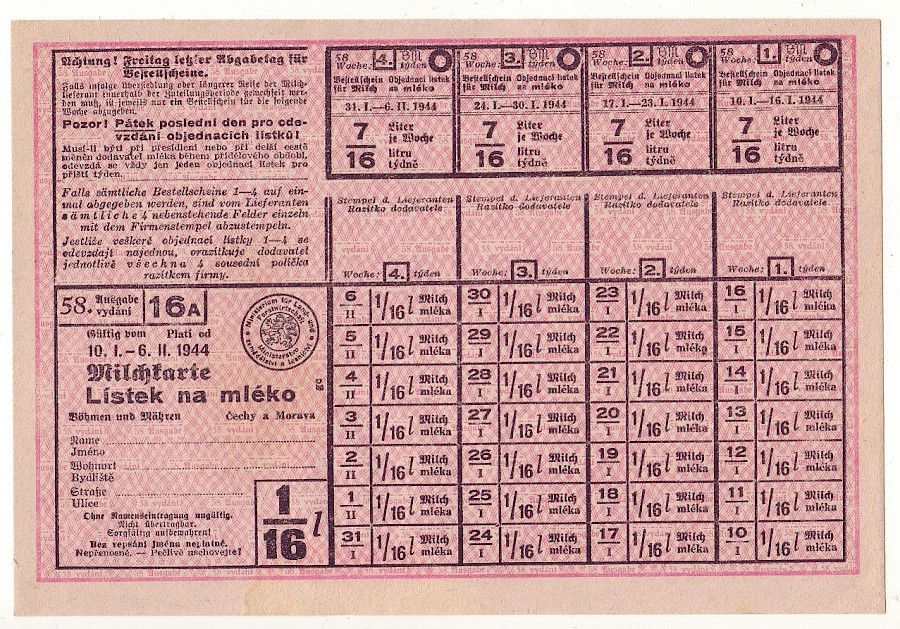 Achtung! Freitag letzter Abgabetag für
Bestellscheine.
Falls infolge Übersiedlung oder längerer Reise der Milch-
lieferant innerhalb der Zuteilungsperiode gewechselt wer-
den muß, ist jeweils nur ein Bestellschein für die folgende
Woche abzugeben.
Pozor! Pátek poslední den pro ode-
vzdání objednacích lístků!
Must-li býti při přesídlení nebo při delší cestě
měněn dodavatel mléka během přídělového období,
odevzdá se vždy jen jeden objednací lístek pro
příští týden.
Falls sämtliche Bestellscheine 1—4 auf ein-
mal abgegeben werden, sind vom Lieferanten
sämtliche 4 nebenstehende Felder einzeln
mit dem Firmenstempel abzustempeln.
Jestliže veškeré objednací lístky 1—4 se
odevzdají najednou, orazítkuje dodavatel
jednotlivě všechna 4 sousední políčka
razítkem firmy.
58 Woche: 4. týden
Bestellschein für Milch Objednací lístek na mléko
31. I.—6. II. 1944
7/16 Liter je Woche litru týdně
58 Woche: 3. týden
Bestellschein für Milch Objednací lístek na mléko
24. I.—30. I. 1944
7/16 Liter je Woche litru týdně
58 Woche: 2. týden
Bestellschein für Milch Objednací lístek na mléko
17. I.—23. I. 1944
7/16 Liter je Woche litru týdně
58 Woche: 1. týden
Bestellschein für Milch Objednací lístek na mléko
10. I.—16. I. 1944
7/16 Liter je Woche litru týdně
Stempel d. Lieferanten Razítko dodavatele
Woche: 4. týden
Stempel d. Lieferanten Razítko dodavatele
Woche: 3. týden
Stempel d. Lieferanten Razítko dodavatele
Woche: 2. týden
Stempel d. Lieferanten Razítko dodavatele
Woche: 1. týden
58. Ausgabe vydání 16A
Gültig vom Platí od
10. I.–6. II. 1944
Milchkarte
Lístek na mléko
Böhmen und Mähren Čechy a Morava
Name
Jméno
Wohnort
Bydliště
Straße
Ulice
Ohne Namenseintragung ungültig.
Nicht übertragbar.
Sorgfältig aufbewahren!
Bez vepsání jména neplatné.
Nepřenosné. — Pečlivě uschovejte!
1/16 l
Ministerium für Land- und Forstwirtschaft
Ministerstvo zemědělství a lesnictví
6/II 1/16 l Milch mléka 30/I 1/16 l Milch mléka 23/I 1/16 l Milch mléka 16/I 1/16 l Milch mléka
5/II 1/16 l Milch mléka 29/I 1/16 l Milch mléka 22/I 1/16 l Milch mléka 15/I 1/16 l Milch mléka
4/II 1/16 l Milch mléka 28/I 1/16 l Milch mléka 21/I 1/16 l Milch mléka 14/I 1/16 l Milch mléka
3/II 1/16 l Milch mléka 27/I 1/16 l Milch mléka 20/I 1/16 l Milch mléka 13/I 1/16 l Milch mléka
2/II 1/16 l Milch mléka 26/I 1/16 l Milch mléka 19/I 1/16 l Milch mléka 12/I 1/16 l Milch mléka
1/II 1/16 l Milch mléka 25/I 1/16 l Milch mléka 18/I 1/16 l Milch mléka 11/I 1/16 l Milch mléka
31/I 1/16 l Milch mléka 24/I 1/16 l Milch mléka 17/I 1/16 l Milch mléka 10/I 1/16 l Milch mléka